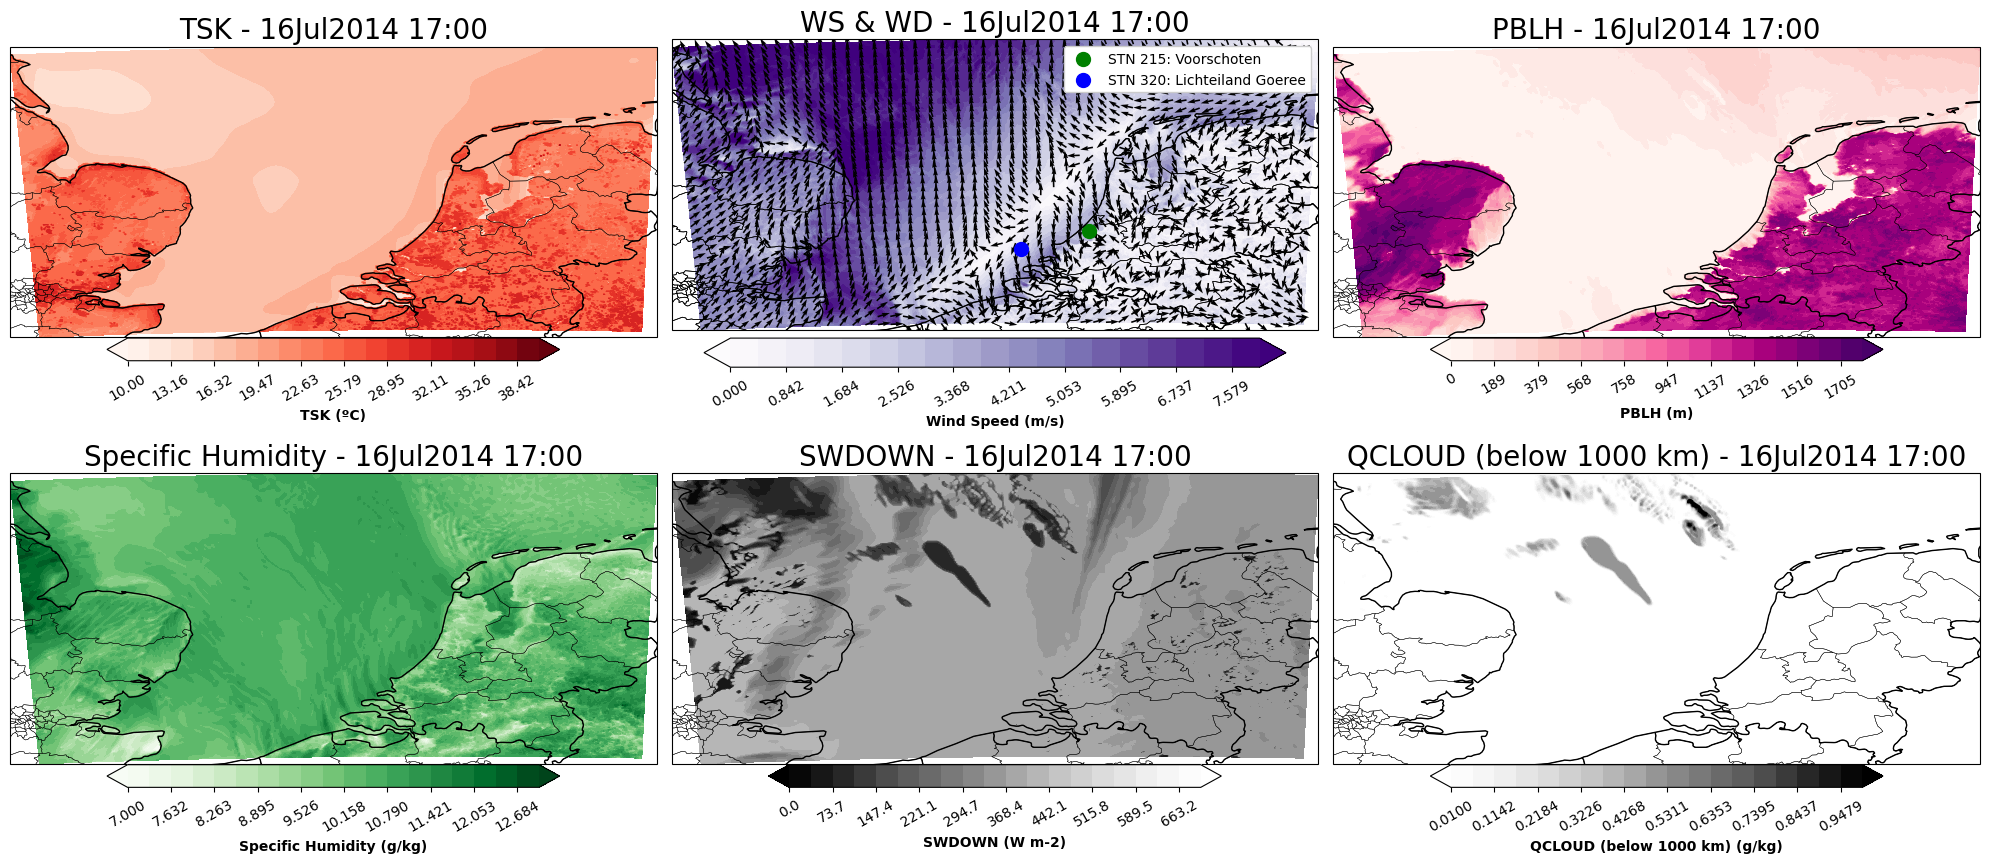 TSK - 16Jul2014 17:00
WS & WD - 16Jul2014 17:00
PBLH - 16Jul2014 17:00
STN 215: Voorschoten
STN 320: Lichteiland Goeree
10.00 13.16 16.32 19.47 22.63 25.79 28.95 32.11 35.26 38.42
TSK (ºC)
0.000 0.842 1.684 2.526 3.368 4.211 5.053 5.895 6.737 7.579
Wind Speed (m/s)
0 189 379 568 758 947 1137 1326 1516 1705
PBLH (m)
Specific Humidity - 16Jul2014 17:00
SWDOWN - 16Jul2014 17:00
QCLOUD (below 1000 km) - 16Jul2014 17:00
7.000 7.632 8.263 8.895 9.526 10.158 10.790 11.421 12.053 12.684
Specific Humidity (g/kg)
0.0 73.7 147.4 221.1 294.7 368.4 442.1 515.8 589.5 663.2
SWDOWN (W m-2)
0.0100 0.1142 0.2184 0.3226 0.4268 0.5311 0.6353 0.7395 0.8437 0.9479
QCLOUD (below 1000 km) (g/kg)